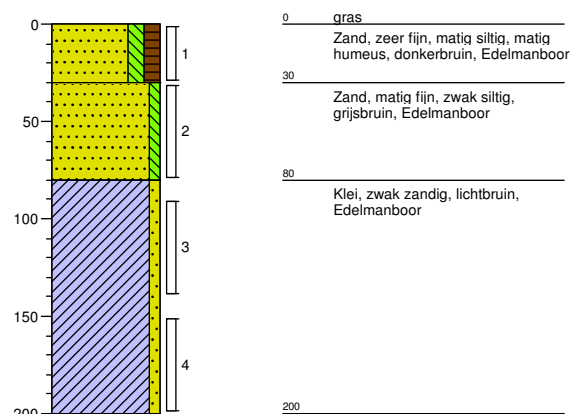 0
50
100
150
200
1
2
3
4
0 gras
Zand, zeer fijn, matig siltig, matig
humeus, donkerbruin, Edelmanboor
30
Zand, matig fijn, zwak siltig,
grijsbruin, Edelmanboor
80
Klei, zwak zandig, lichtbruin,
Edelmanboor
200